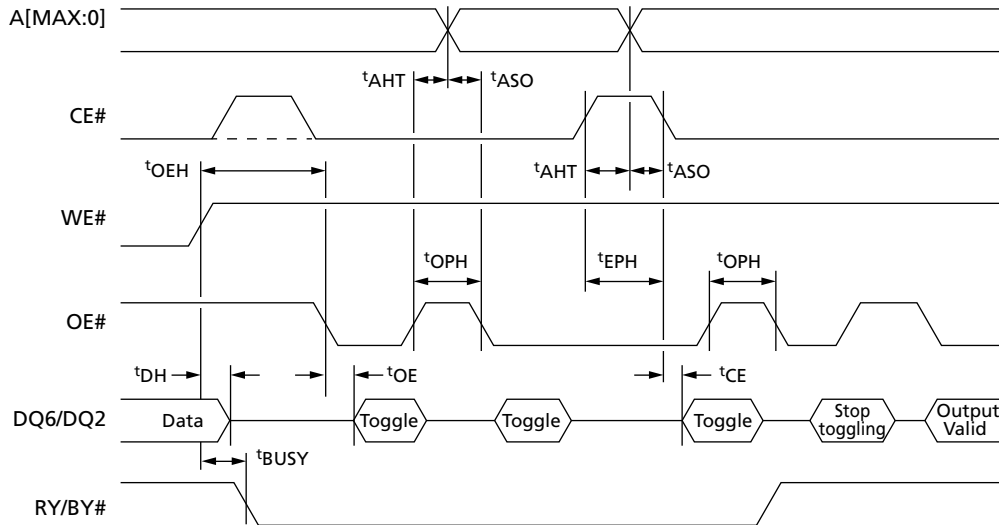 A[MAX:0]
tAHT tASO
CE#
tOEH
tAHT tASO
WE#
tOPH tEPH tOPH
OE#
tDH tOE tCE
DQ6/DQ2 Data Toggle Toggle Toggle Stop toggling Output Valid
tBUSY
RY/BY#